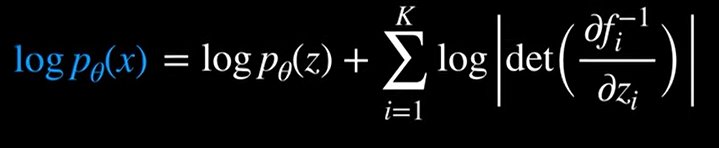 log p_θ(x) = log p_θ(z) + ∑_{i=1}^{K} log |det(∂f_i^{-1} / ∂z_i)|